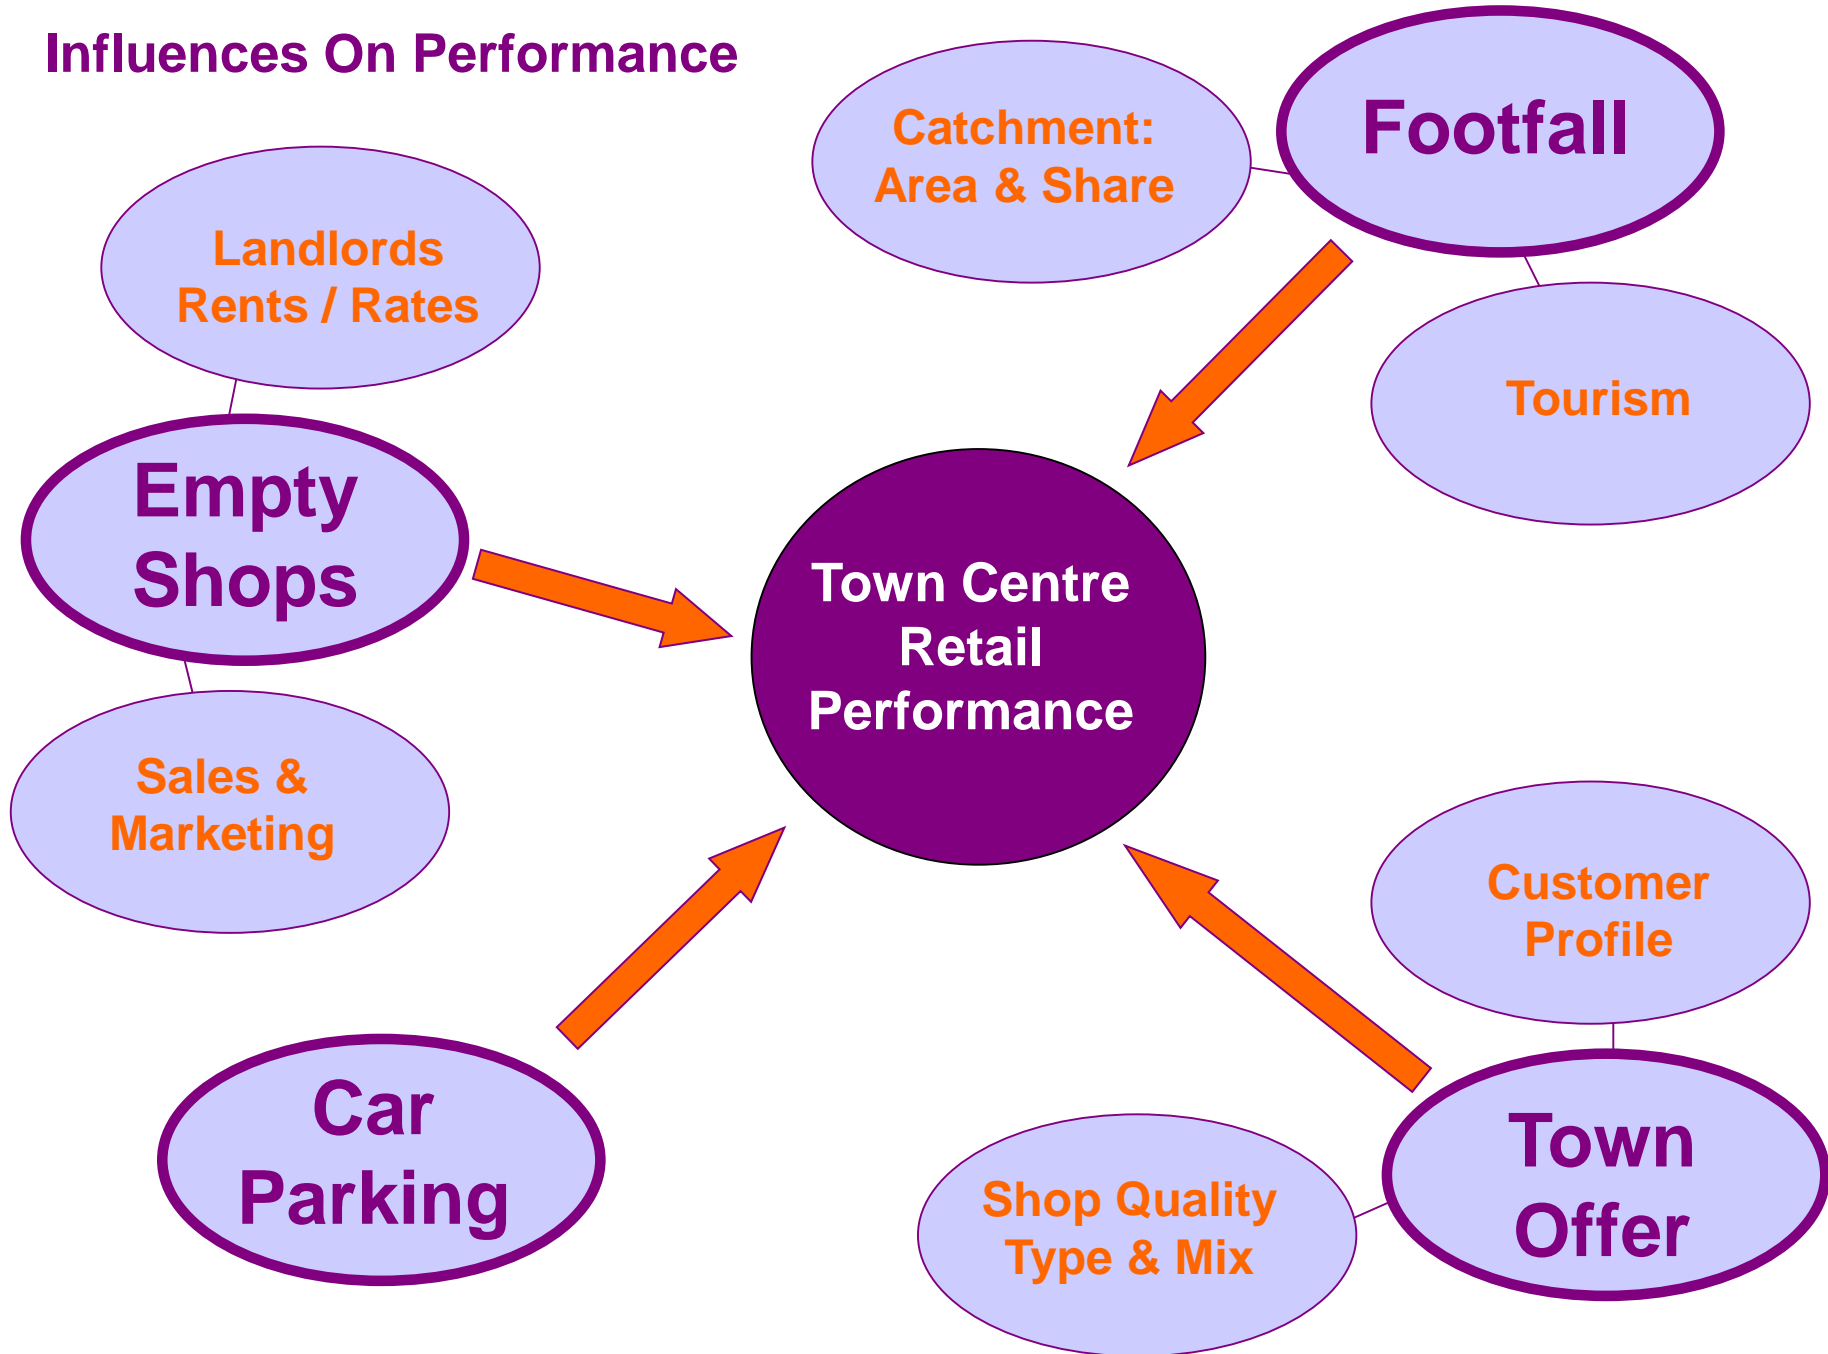 Influences On Performance
Footfall
Catchment:
Area & Share
Tourism
Landlords
Rents / Rates
Empty
Shops
Sales &
Marketing
Town Centre
Retail
Performance
Car
Parking
Customer
Profile
Town
Offer
Shop Quality
Type & Mix